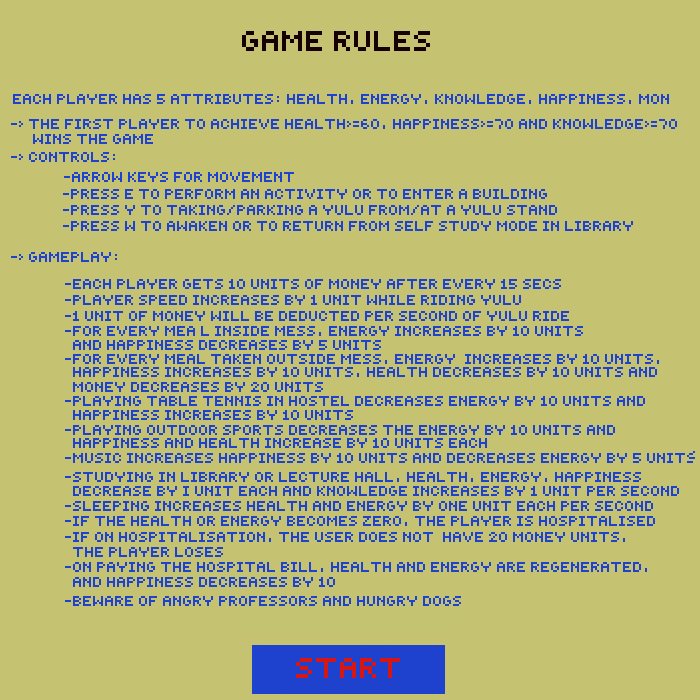 GAME RULES
EACH PLAYER HAS 5 ATTRIBUTES: HEALTH, ENERGY, KNOWLEDGE, HAPPINESS, MON
-> THE FIRST PLAYER TO ACHIEVE HEALTH>=60, HAPPINESS>=70 AND KNOWLEDGE>=70
WINS THE GAME
-> CONTROLS:
-ARROW KEYS FOR MOVEMENT
-PRESS E TO PERFORM AN ACTIVITY OR TO ENTER A BUILDING
-PRESS Y TO TAKING/PARKING A YULU FROM/AT A YULU STAND
-PRESS W TO AWAKEN OR TO RETURN FROM SELF STUDY MODE IN LIBRARY
-> GAMEPLAY:
-EACH PLAYER GETS 10 UNITS OF MONEY AFTER EVERY 15 SECS
-PLAYER SPEED INCREASES BY 1 UNIT WHILE RIDING YULU
-1 UNIT OF MONEY WILL BE DEDUCTED PER SECOND OF YULU RIDE
-FOR EVERY MEA L INSIDE MESS, ENERGY INCREASES BY 10 UNITS
AND HAPPINESS DECREASES BY 5 UNITS
-FOR EVERY MEAL TAKEN OUTSIDE MESS, ENERGY  INCREASES BY 10 UNITS,
HAPPINESS INCREASES BY 10 UNITS, HEALTH DECREASES BY 10 UNITS AND
MONEY DECREASES BY 20 UNITS
-PLAYING TABLE TENNIS IN HOSTEL DECREASES ENERGY BY 10 UNITS AND
HAPPINESS INCREASES BY 10 UNITS
-PLAYING OUTDOOR SPORTS DECREASES THE ENERGY BY 10 UNITS AND
HAPPINESS AND HEALTH INCREASE BY 10 UNITS EACH
-MUSIC INCREASES HAPPINESS BY 10 UNITS AND DECREASES ENERGY BY 5 UNITS
-STUDYING IN LIBRARY OR LECTURE HALL, HEALTH, ENERGY, HAPPINESS
DECREASE BY I UNIT EACH AND KNOWLEDGE INCREASES BY 1 UNIT PER SECOND
-SLEEPING INCREASES HEALTH AND ENERGY BY ONE UNIT EACH PER SECOND
-IF THE HEALTH OR ENERGY BECOMES ZERO, THE PLAYER IS HOSPITALISED
-IF ON HOSPITALISATION, THE USER DOES NOT  HAVE 20 MONEY UNITS,
THE PLAYER LOSES
-ON PAYING THE HOSPITAL BILL, HEALTH AND ENERGY ARE REGENERATED,
AND HAPPINESS DECREASES BY 10
-BEWARE OF ANGRY PROFESSORS AND HUNGRY DOGS
START